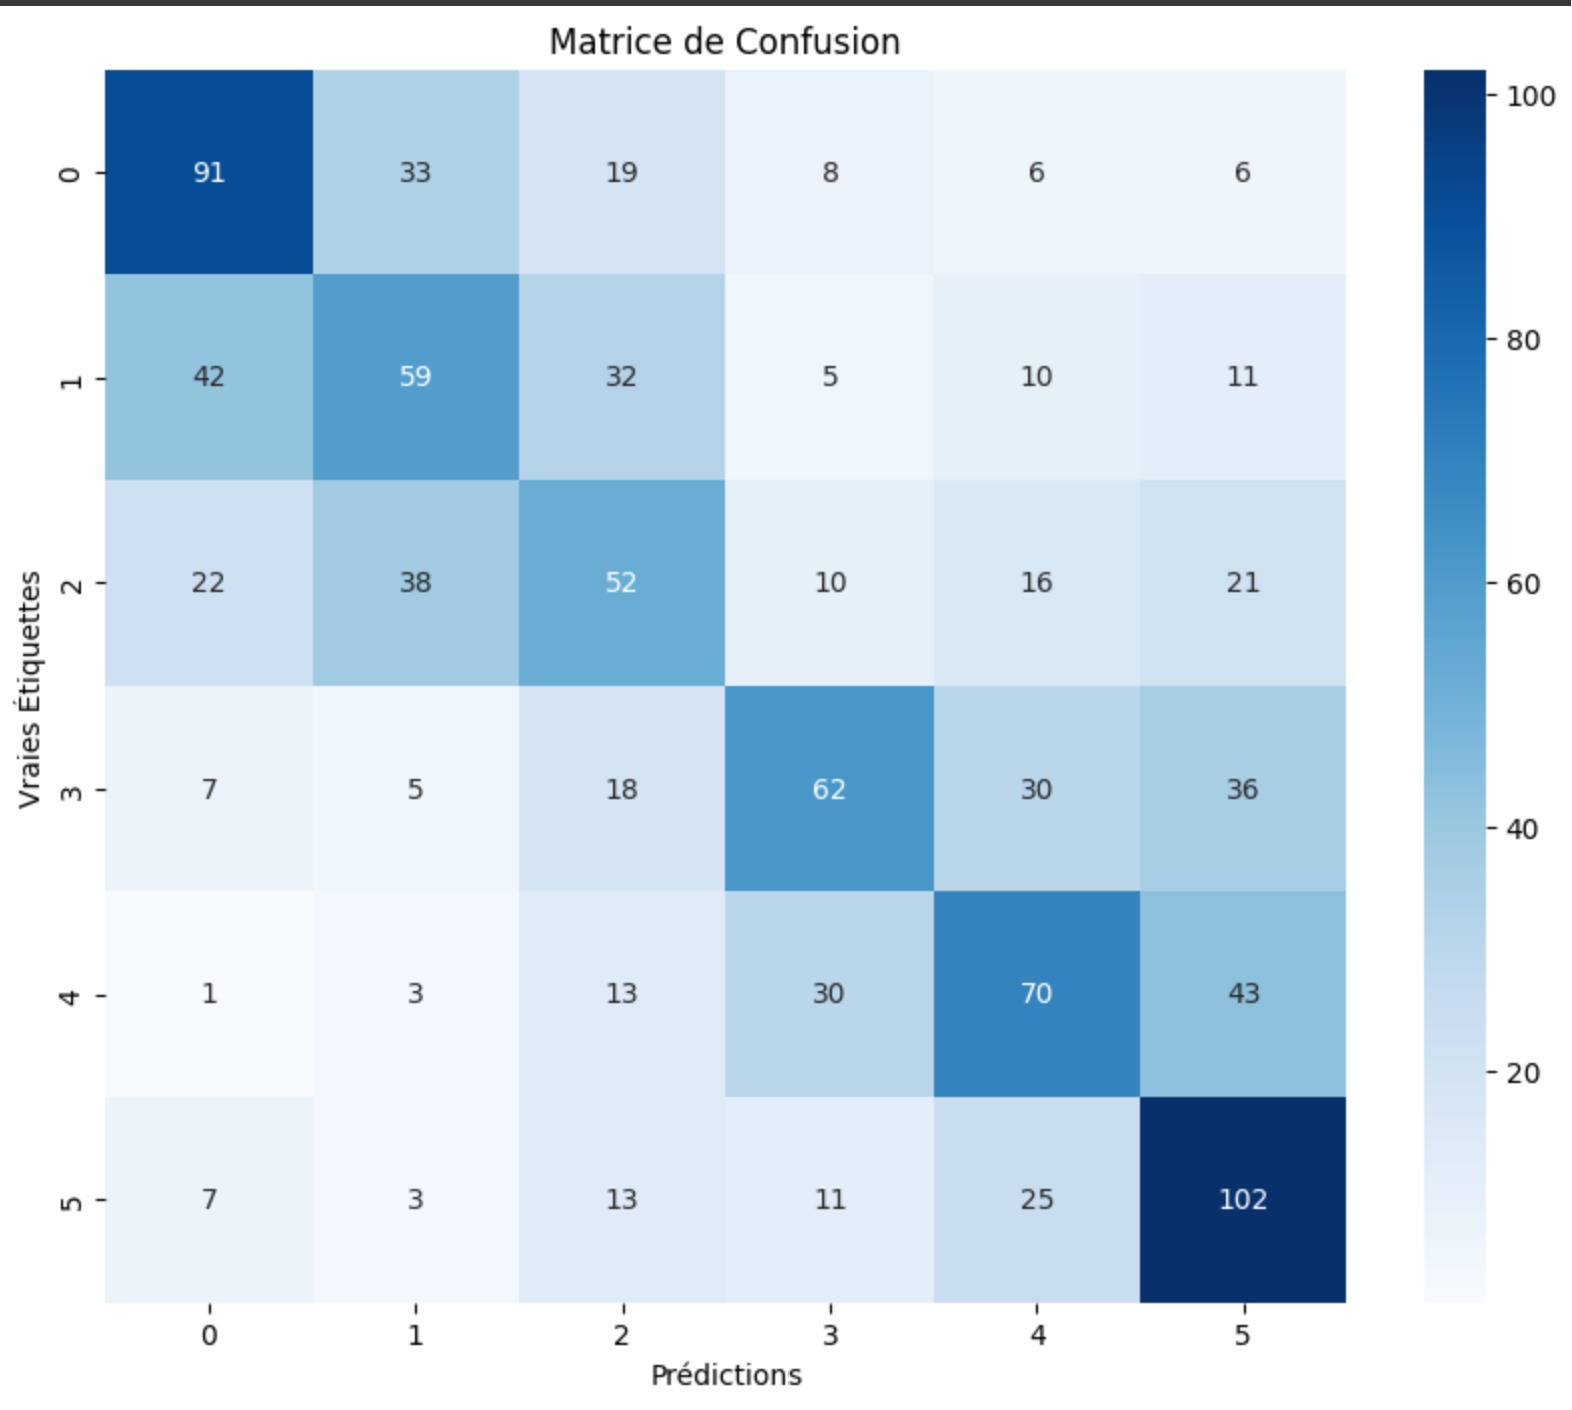 Matrice de Confusion
0 91 33 19 8 6 6
1 42 59 32 5 10 11
2 22 38 52 10 16 21
3 7 5 18 62 30 36
4 1 3 13 30 70 43
5 7 3 13 11 25 102
0 1 2 3 4 5
Prédictions
Vraies Étiquettes
100
80
60
40
20